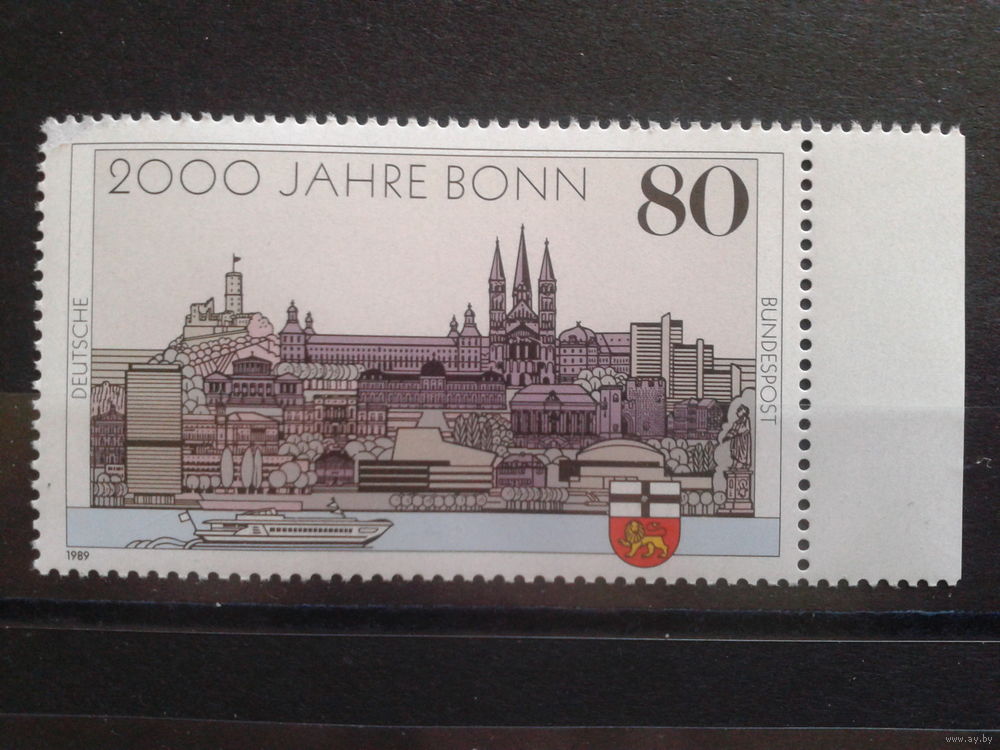 2000 JAHRE BONN
80
DEUTSCHE
BUNDESPOST
1989
www.ay.by